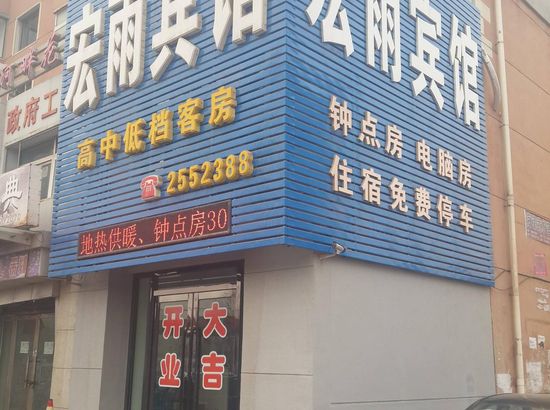 宏雨宾馆
高中低档客房
☎2552388
地热供暖、钟点房30
宏雨宾馆
钟点房 电脑房
住宿免费停车
开业
大吉
政府工
典